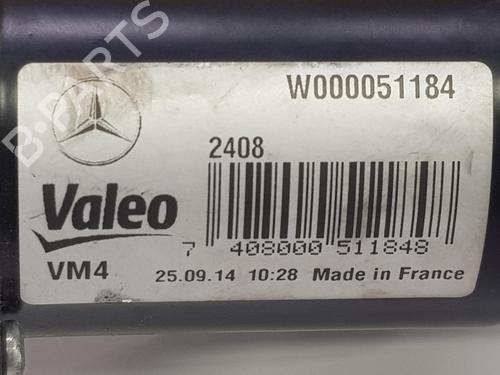 W000051184
2408
Valeo
7 408000 511848
VM4 25.09.14 10:28 Made in France
B-PARTS